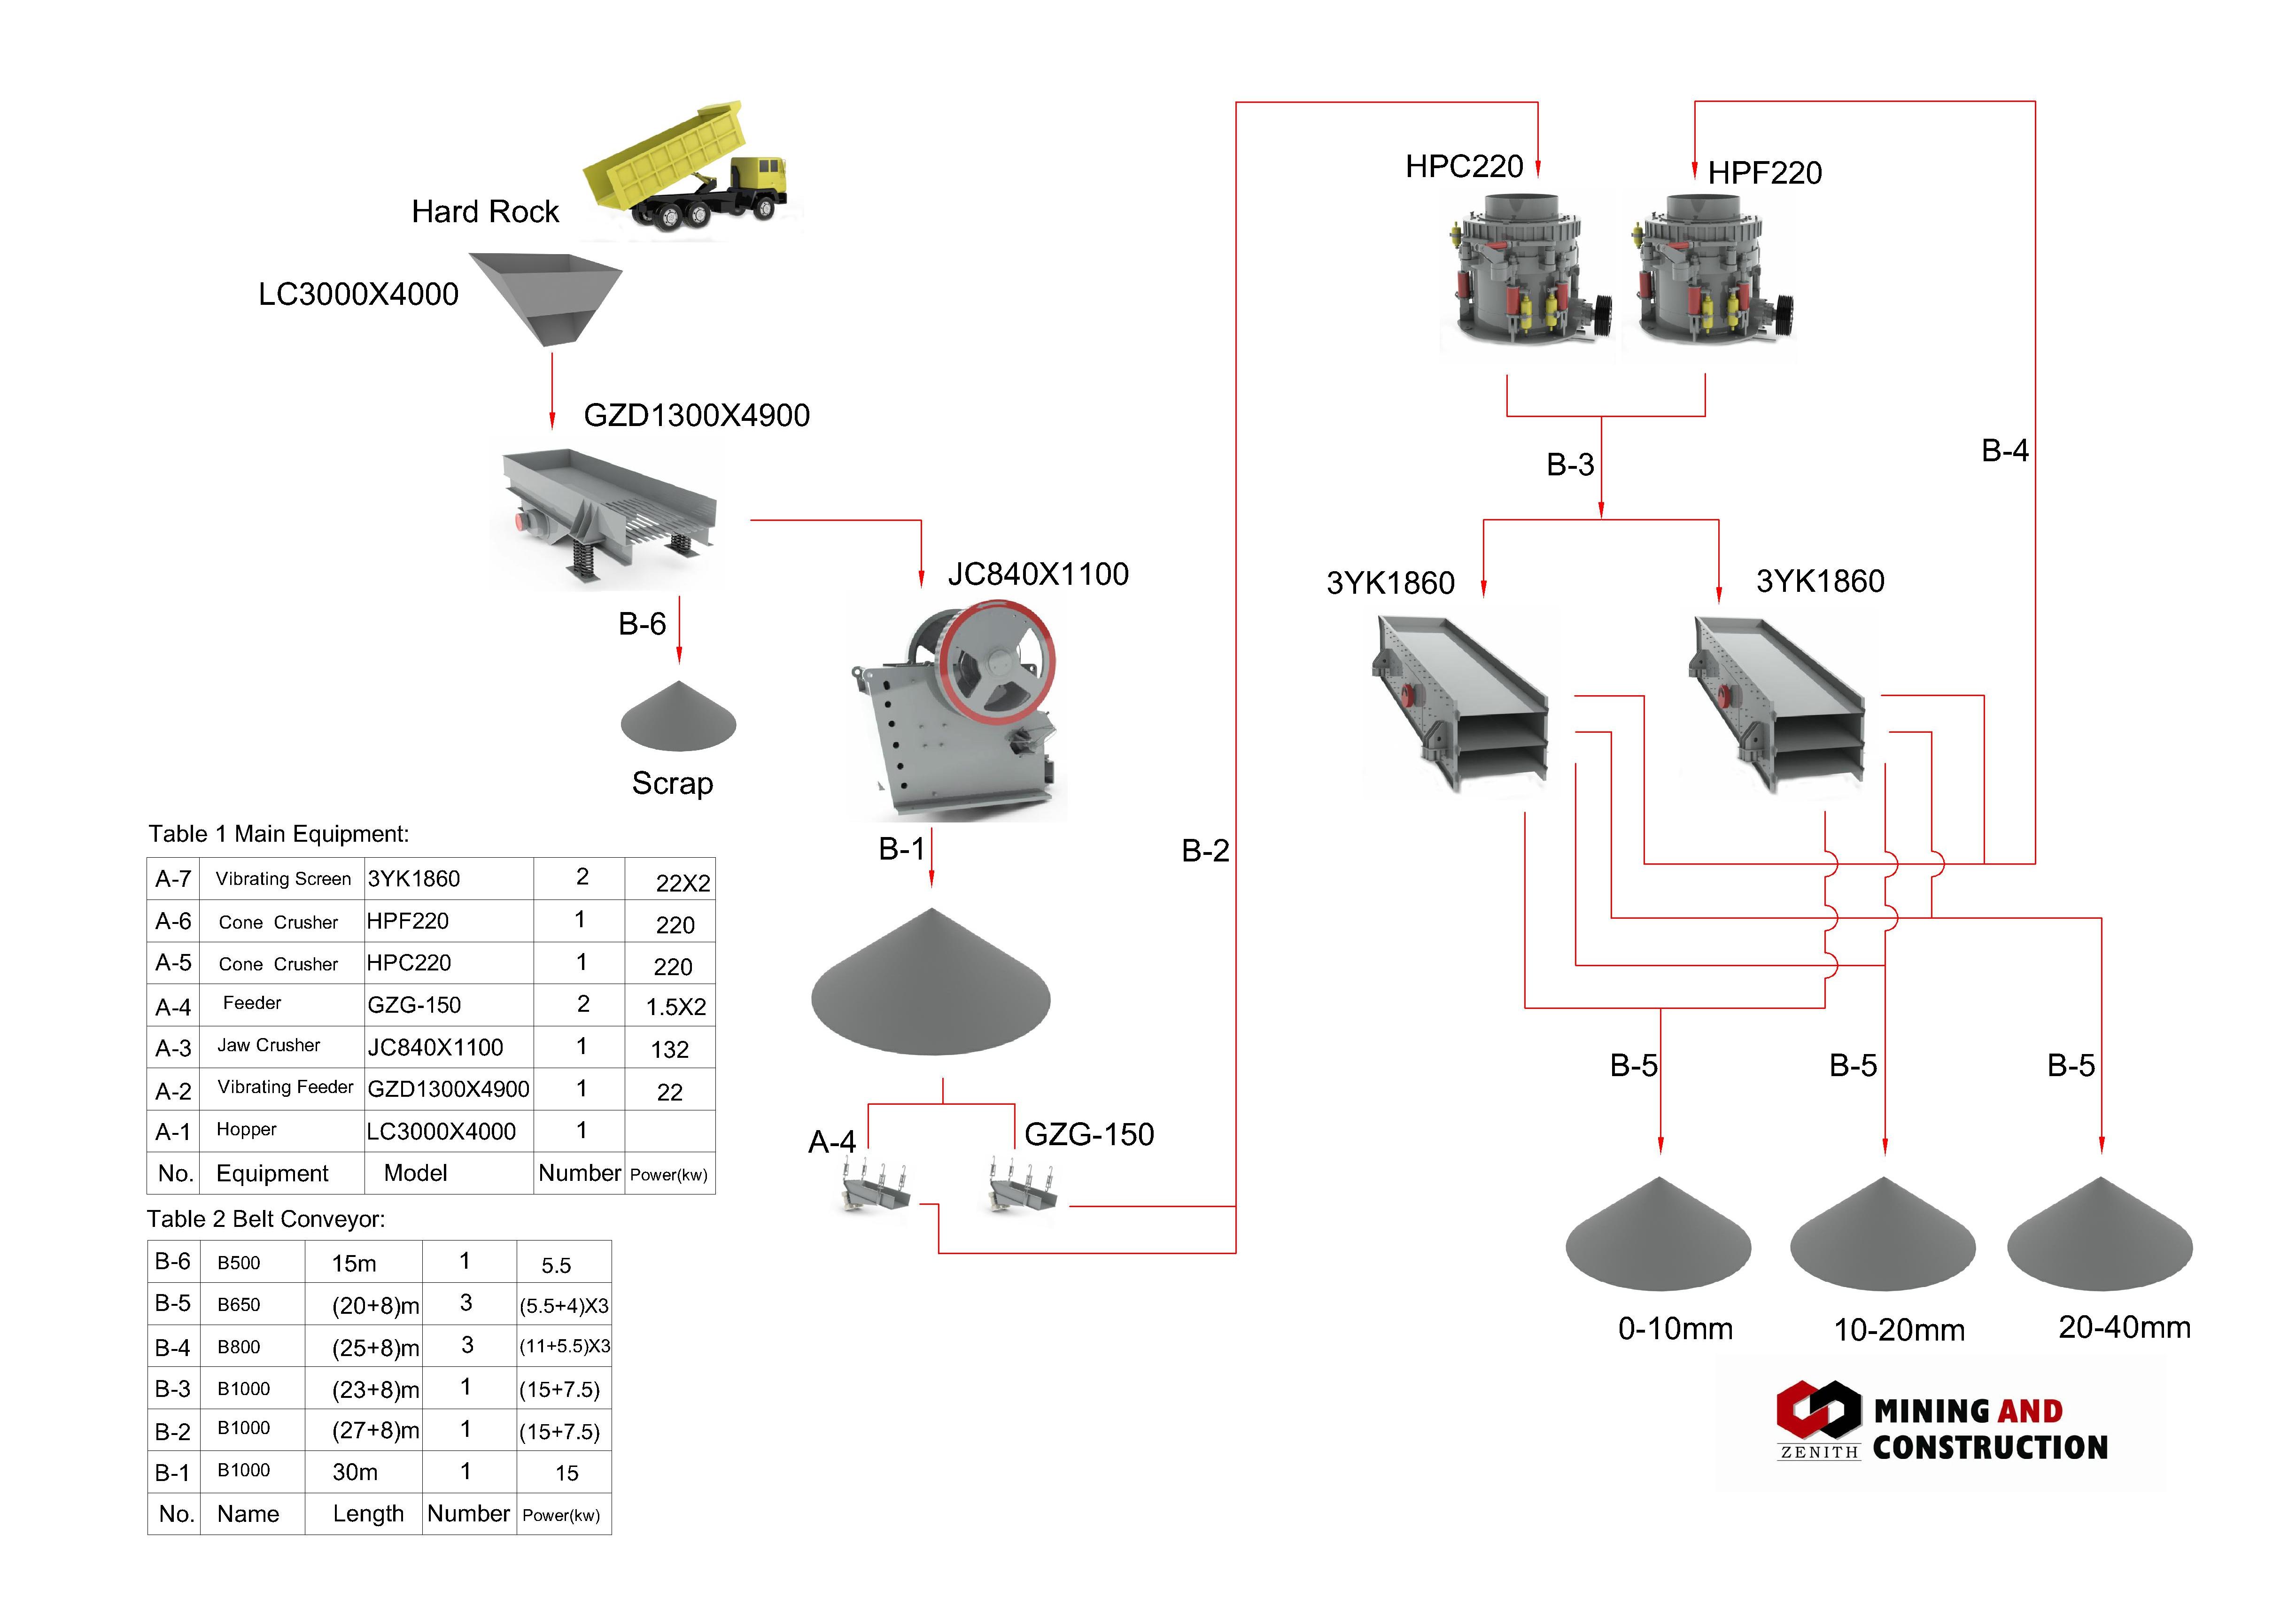 Hard Rock
LC3000X4000
GZD1300X4900
B-6
Scrap
JC840X1100
B-1
A-4
GZG-150
B-2
HPC220
HPF220
B-3
B-4
3YK1860
3YK1860
B-5
B-5
B-5
0-10mm
10-20mm
20-40mm
Table 1 Main Equipment:
A-7 Vibrating Screen 3YK1860 2 22X2
A-6 Cone Crusher HPF220 1 220
A-5 Cone Crusher HPC220 1 220
A-4 Feeder GZG-150 2 1.5X2
A-3 Jaw Crusher JC840X1100 1 132
A-2 Vibrating Feeder GZD1300X4900 1 22
A-1 Hopper LC3000X4000 1
No. Equipment Model Number Power(kw)
Table 2 Belt Conveyor:
B-6 B500 15m 1 5.5
B-5 B650 (20+8)m 3 (5.5+4)X3
B-4 B800 (25+8)m 3 (11+5.5)X3
B-3 B1000 (23+8)m 1 (15+7.5)
B-2 B1000 (27+8)m 1 (15+7.5)
B-1 B1000 30m 1 15
No. Name Length Number Power(kw)
ZENITH
MINING AND
CONSTRUCTION